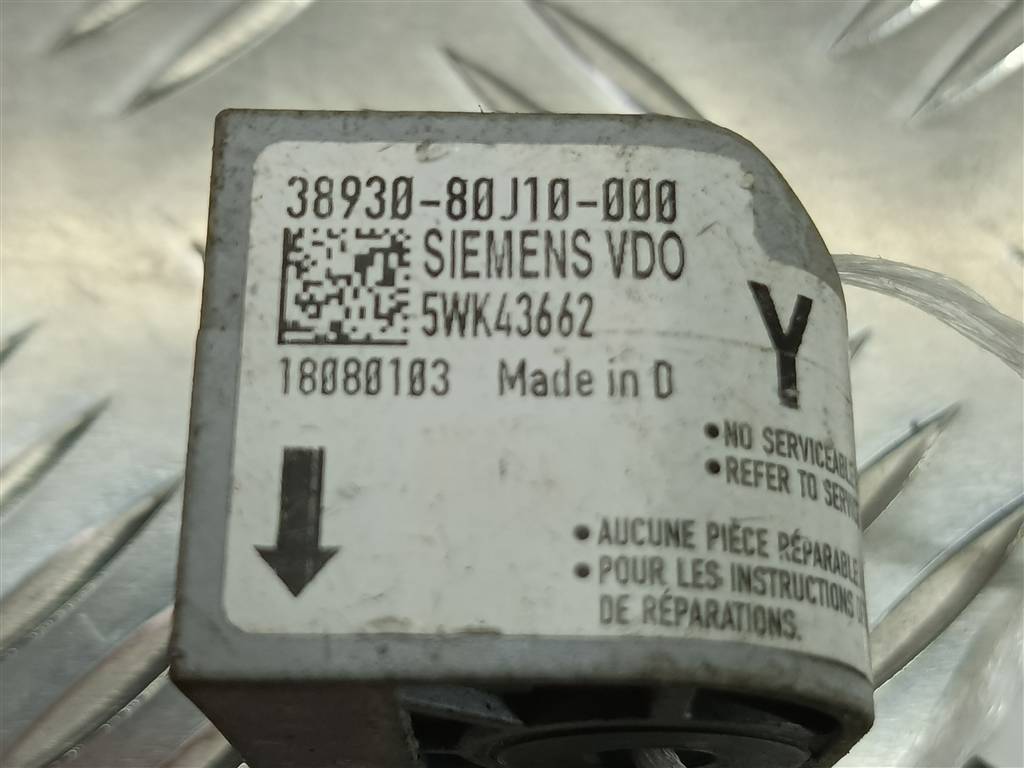 38930-80J10-000
SIEMENS VDO
5WK43662
18080103 Made in D
Y
• NO SERVICEABLE
• REFER TO
• AUCUNE PIÈCE RÉPARABLE
• POUR LES INSTRUCTIONS
DE RÉPARATIONS.